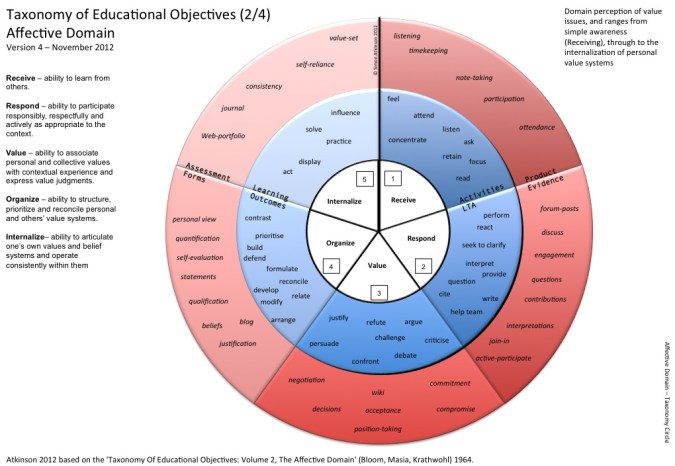 Taxonomy of Educational Objectives (2/4)
Affective Domain
Version 4 – November 2012
Receive – ability to learn from
others.
Respond – ability to participate
responsibly, respectfully and
actively as appropriate to the
context.
Value – ability to associate
personal and collective values
with contextual experience and
express value judgments.
Organize – ability to structure,
prioritize and reconcile personal
and others' value systems.
Internalize– ability to articulate
one's own values and belief
systems and operate
consistently within them
Domain perception of value
issues, and ranges from
simple awareness
(Receiving), through to the
internalization of personal
value systems
value-set
self-reliance
consistency
journal
Web-portfolio
© Simon Atkinson 2012
listening
timekeeping
note-taking
participation
attendance
influence
solve
practice
display
act
feel
attend
listen
concentrate
ask
retain
focus
read
Assessment
Forms
Learning
Outcomes
Activities
LTA
Product
Evidence
5
Internalize
1
Receive
Organize
4
Respond
2
Value
3
personal view
quantification
self-evaluation
statements
qualification
beliefs
blog
justification
contrast
prioritise
build
defend
formulate
reconcile
develop
relate
modify
arrange
perform
react
seek to clarify
interpret
provide
question
cite
write
help team
forum-posts
discuss
engagement
questions
contributions
interpretations
join-in
active-participate
justify
refute
argue
challenge
criticise
persuade
debate
confront
negotiation
commitment
wiki
decisions
acceptance
compromise
position-taking
Affective Domain – Taxonomy Circle
Atkinson 2012 based on the 'Taxonomy Of Educational Objectives: Volume 2, The Affective Domain' (Bloom, Masia, Krathwohl) 1964.